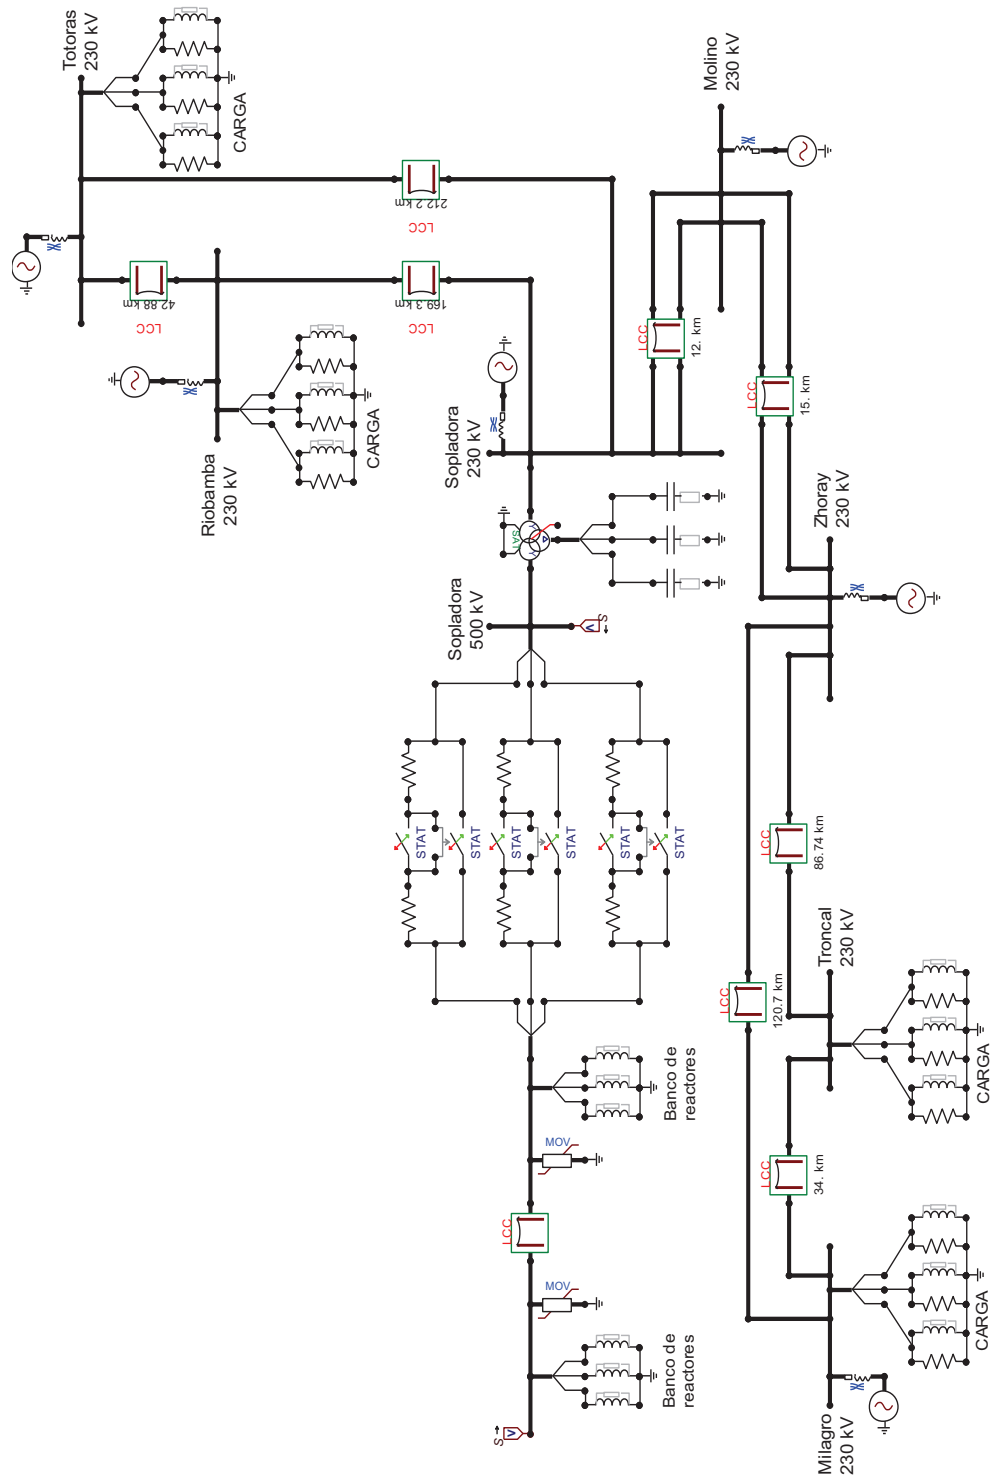 Totoras
230 kV
CARGA
Molino
230 kV
212.2 km
LCC
42.88 km
LCC
169.3 km
LCC
Riobamba
230 kV
CARGA
Sopladora
230 kV
LCC
12. km
LCC
15. km
SAT
Y
Y
Δ
Zhoray
230 kV
Sopladora
500 kV
V
S
STAT
STAT
STAT
STAT
STAT
STAT
LCC
86.74 km
LCC
120.7 km
Troncal
230 kV
CARGA
Banco de
reactores
MOV
LCC
34. km
LCC
MOV
Banco de
reactores
CARGA
V
S
Milagro
230 kV